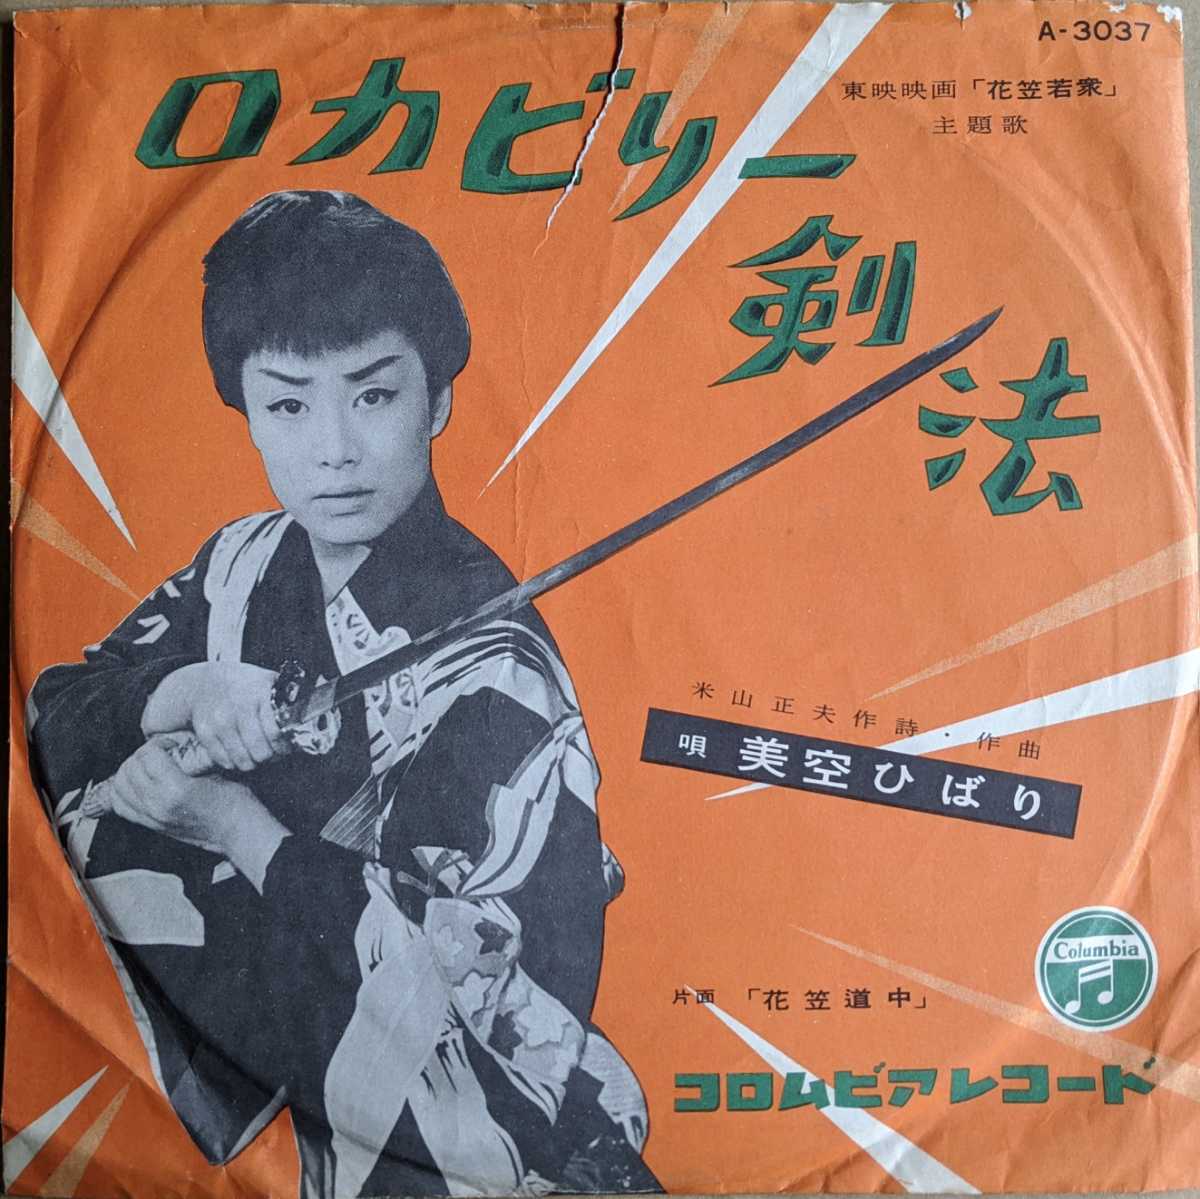 A-3037
東映映画「花笠若衆」
主題歌
ロカビリー剣法
米山正夫作詩・作曲
唄 美空ひばり
Columbia
片面「花笠道中」
コロムビアレコード